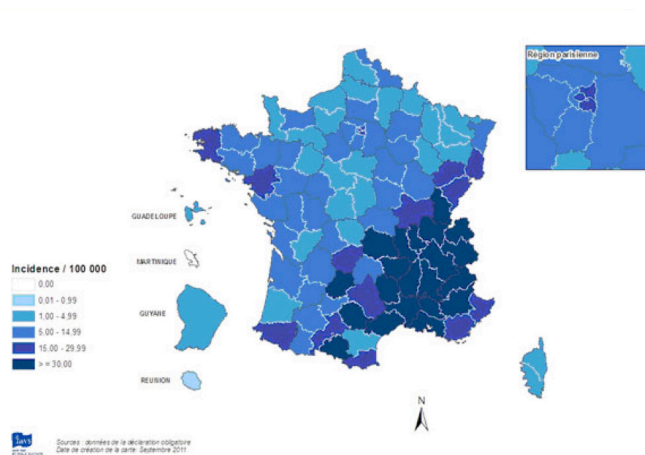 Région parisienne
GUADELOUPE
MARTINIQUE
GUYANE
REUNION
Incidence / 100 000
0,00
0,01 - 0,99
1,00 - 4,99
5,00 - 14,99
15,00 - 29,99
> = 30,00
N
Sources : données de la déclaration obligatoire
Date de création de la carte: Septembre 2011